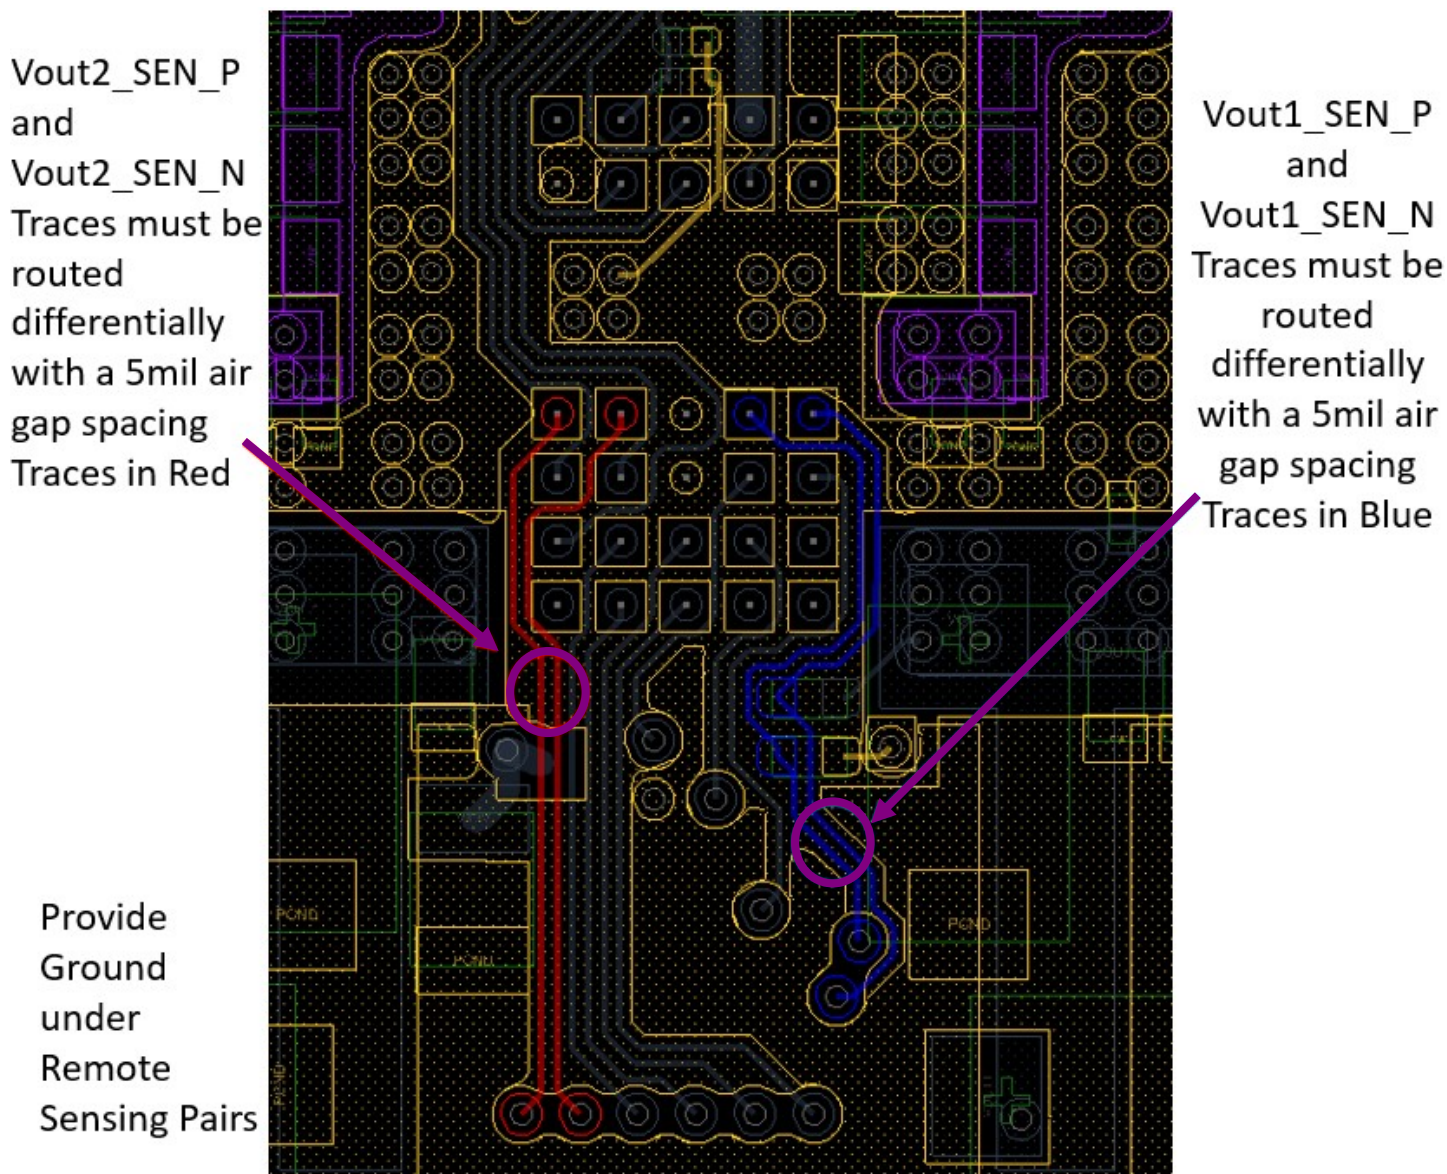 Vout2_SEN_P
and
Vout2_SEN_N
Traces must be
routed
differentially
with a 5mil air
gap spacing
Traces in Red
Vout1_SEN_P
and
Vout1_SEN_N
Traces must be
routed
differentially
with a 5mil air
gap spacing
Traces in Blue
Provide
Ground
under
Remote
Sensing Pairs
PGND
PGND
PGND
PGND